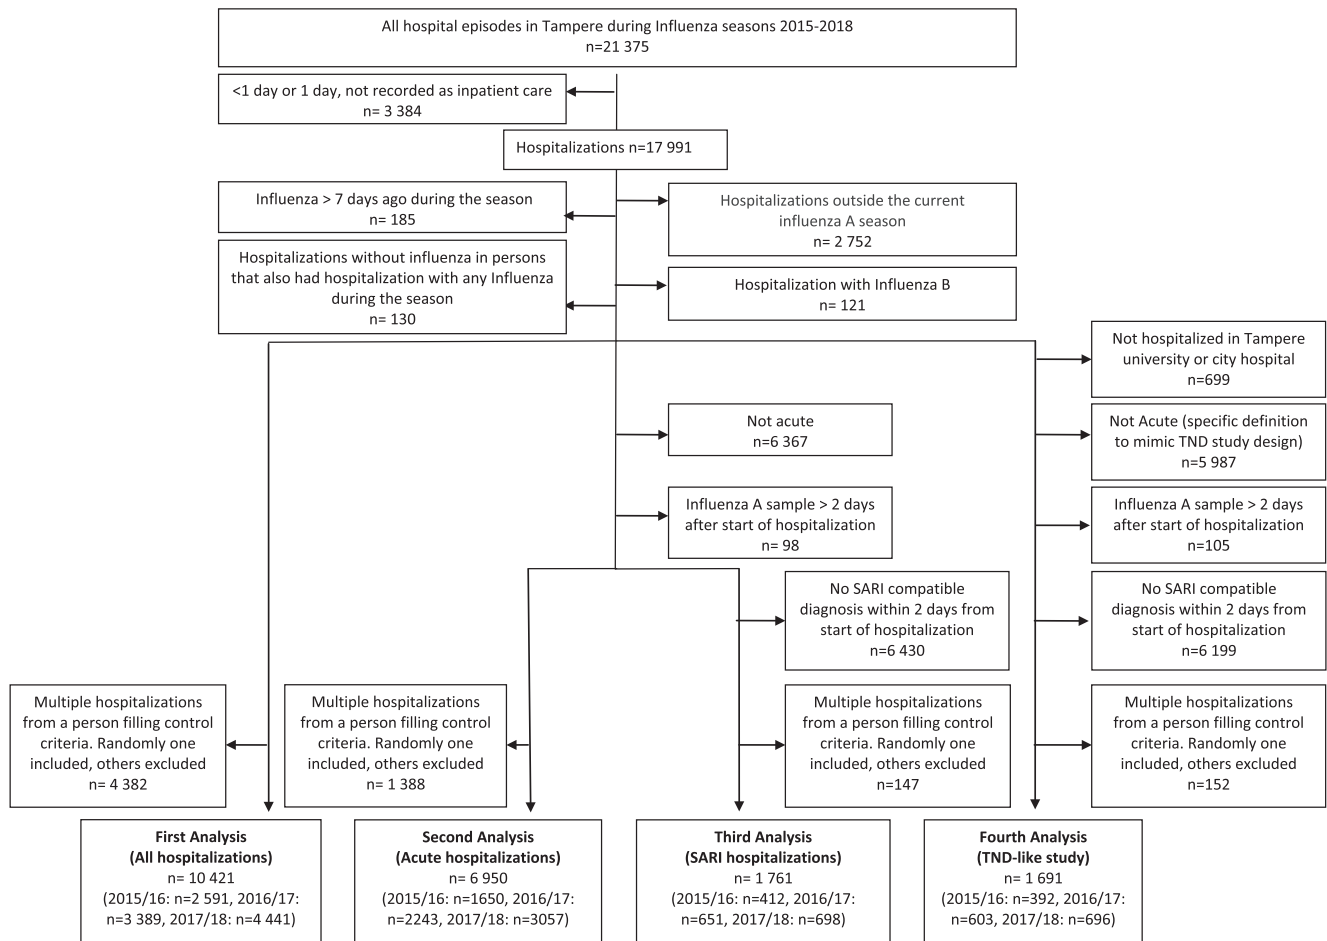 All hospital episodes in Tampere during Influenza seasons 2015-2018
n=21 375
<1 day or 1 day, not recorded as inpatient care
n= 3 384
Hospitalizations n=17 991
Influenza > 7 days ago during the season
n= 185
Hospitalizations outside the current
influenza A season
n= 2 752
Hospitalizations without influenza in persons
that also had hospitalization with any Influenza
during the season
n= 130
Hospitalization with Influenza B
n= 121
Not hospitalized in Tampere
university or city hospital
n=699
Not acute
n=6 367
Not Acute (specific definition
to mimic TND study design)
n=5 987
Influenza A sample > 2 days
after start of hospitalization
n= 98
Influenza A sample > 2 days
after start of hospitalization
n=105
No SARI compatible
diagnosis within 2 days from
start of hospitalization
n=6 430
No SARI compatible
diagnosis within 2 days from
start of hospitalization
n=6 199
Multiple hospitalizations
from a person filling control
criteria. Randomly one
included, others excluded
n= 4 382
Multiple hospitalizations
from a person filling control
criteria. Randomly one
included, others excluded
n= 1 388
Multiple hospitalizations
from a person filling control
criteria. Randomly one
included, others excluded
n=147
Multiple hospitalizations
from a person filling control
criteria. Randomly one
included, others excluded
n=152
First Analysis
(All hospitalizations)
n= 10 421
(2015/16: n=2 591, 2016/17:
n=3 389, 2017/18: n=4 441)
Second Analysis
(Acute hospitalizations)
n= 6 950
(2015/16: n=1650, 2016/17:
n=2243, 2017/18: n=3057)
Third Analysis
(SARI hospitalizations)
n= 1 761
(2015/16: n=412, 2016/17:
n=651, 2017/18: n=698)
Fourth Analysis
(TND-like study)
n= 1 691
(2015/16: n=392, 2016/17:
n=603, 2017/18: n=696)